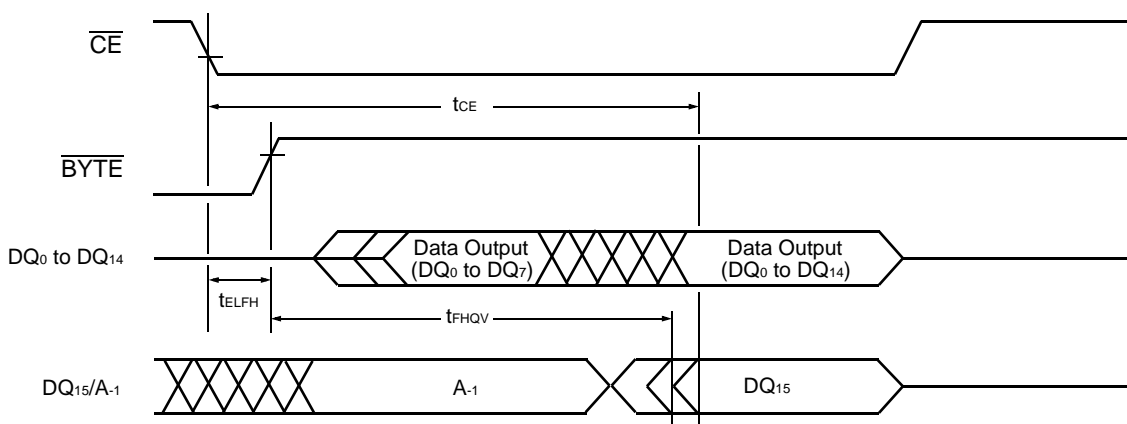 CE
tCE
BYTE
DQ0 to DQ14
Data Output
(DQ0 to DQ7)
Data Output
(DQ0 to DQ14)
tELFH
tFHQV
DQ15/A-1
A-1
DQ15